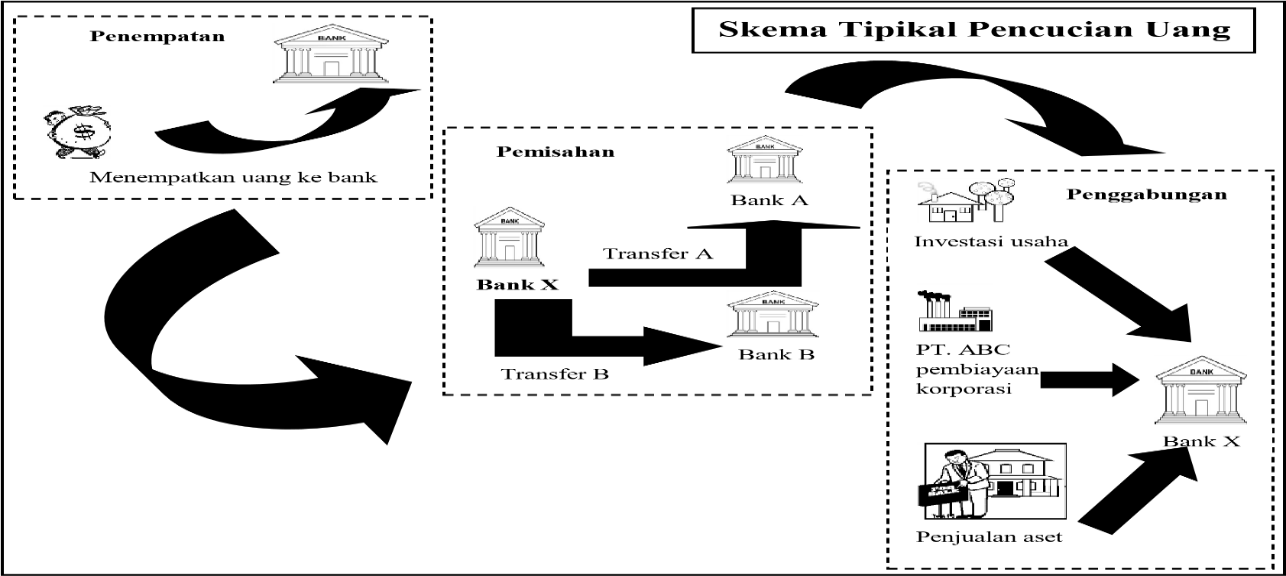 Skema Tipikal Pencucian Uang
Penempatan
BANK
$
Menempatkan uang ke bank
Pemisahan
BANK
Bank A
BANK
Bank X
Transfer A
BANK
Bank B
Transfer B
Penggabungan
Investasi usaha
PT. ABC
pembiayaan
korporasi
BANK
Bank X
Penjualan aset